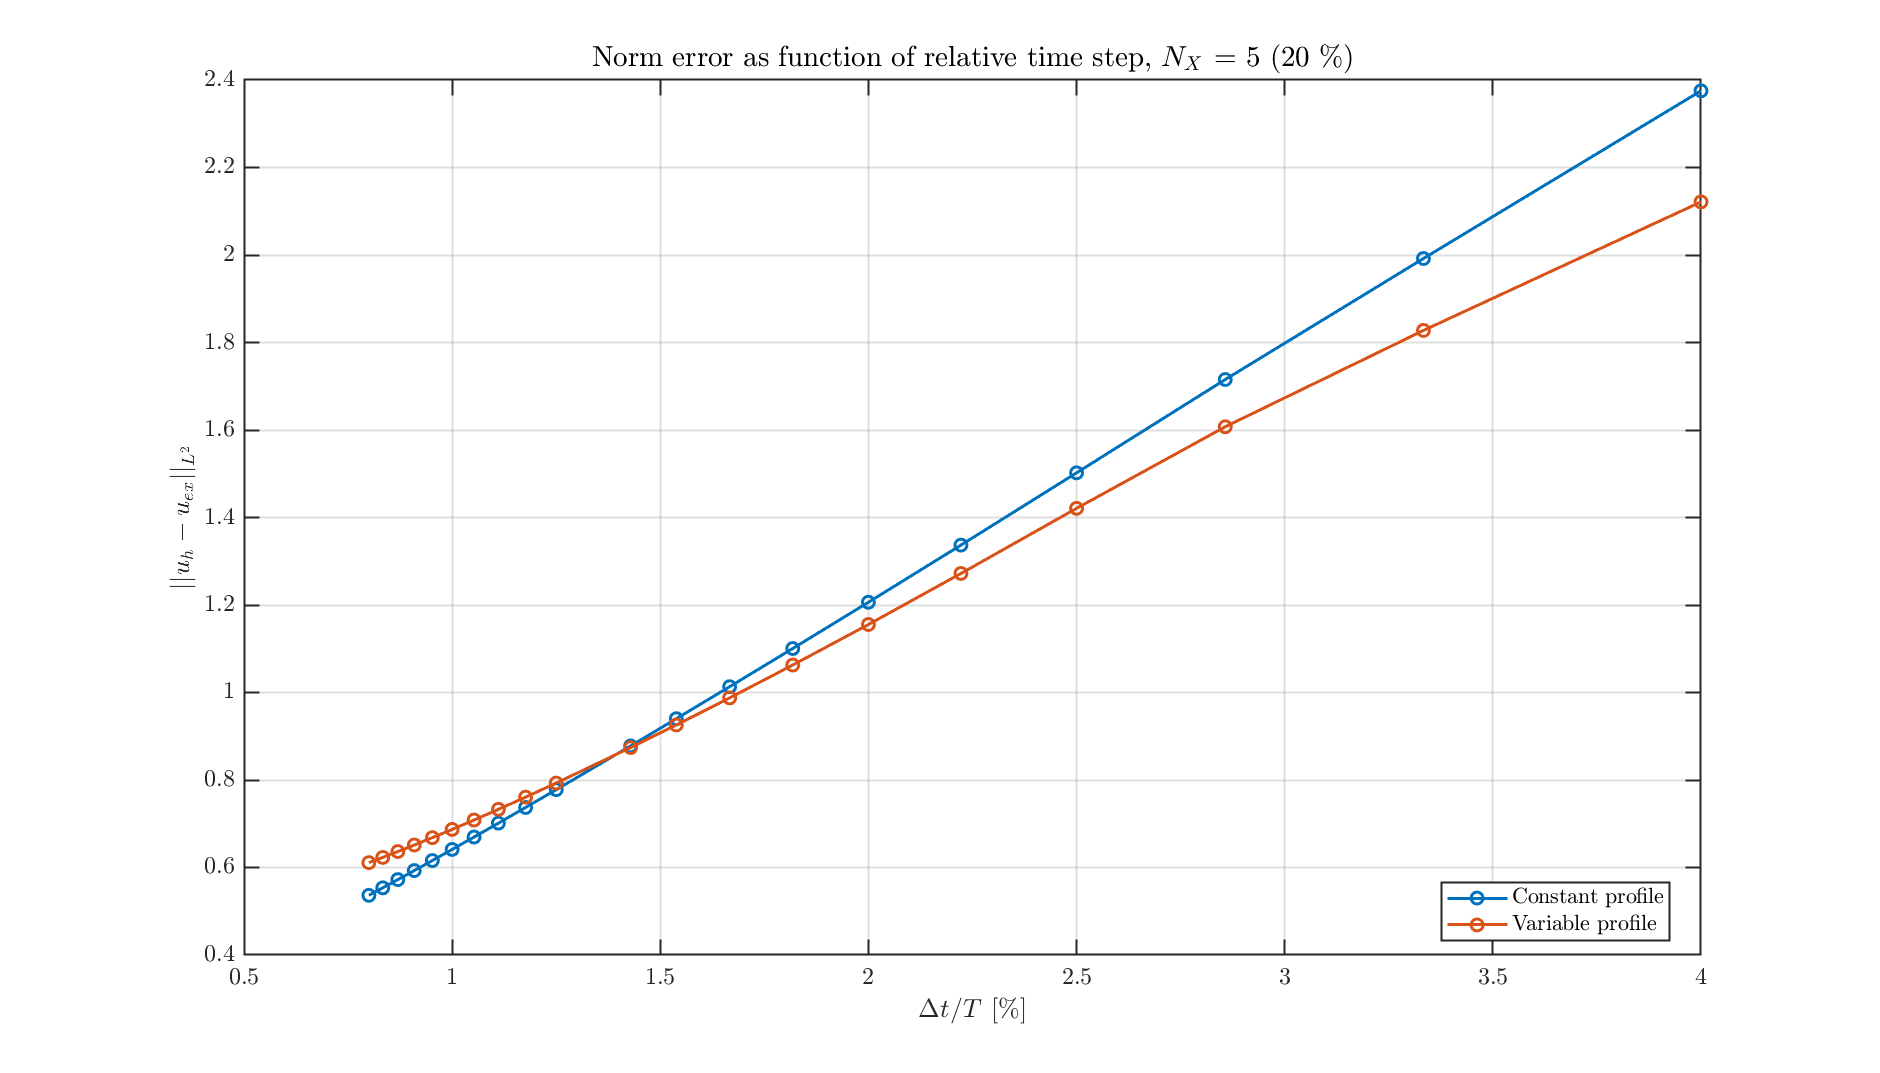 Norm error as function of relative time step, N_X = 5 (20 %)
2.4
2.2
2
1.8
1.6
1.4
1.2
1
0.8
0.6
0.4
||u_h − u_ex||_L²
0.5 1 1.5 2 2.5 3 3.5 4
Δt/T [%]
Constant profile
Variable profile